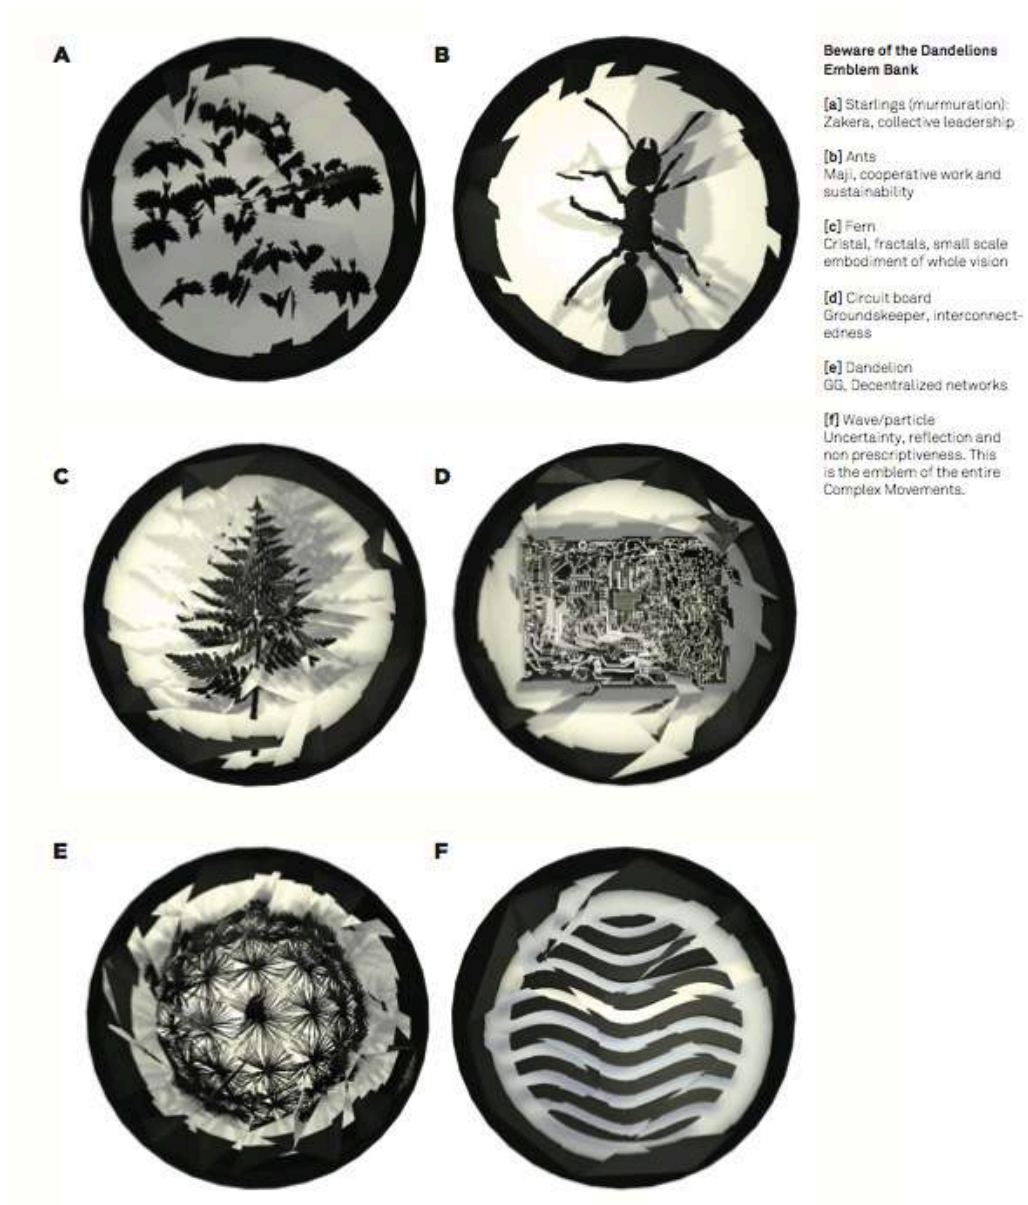 A
B
Beware of the Dandelions
Emblem Bank
[a] Starlings (murmuration):
Zakera, collective leadership
[b] Ants
Maji, cooperative work and
sustainability
[c] Fern
Cristal, fractals, small scale
embodiment of whole vision
[d] Circuit board
Groundskeeper, interconnect-
edness
[e] Dandelion
GG, Decentralized networks
[f] Wave/particle
Uncertainty, reflection and
non prescriptiveness. This
is the emblem of the entire
Complex Movements.
C
D
E
F